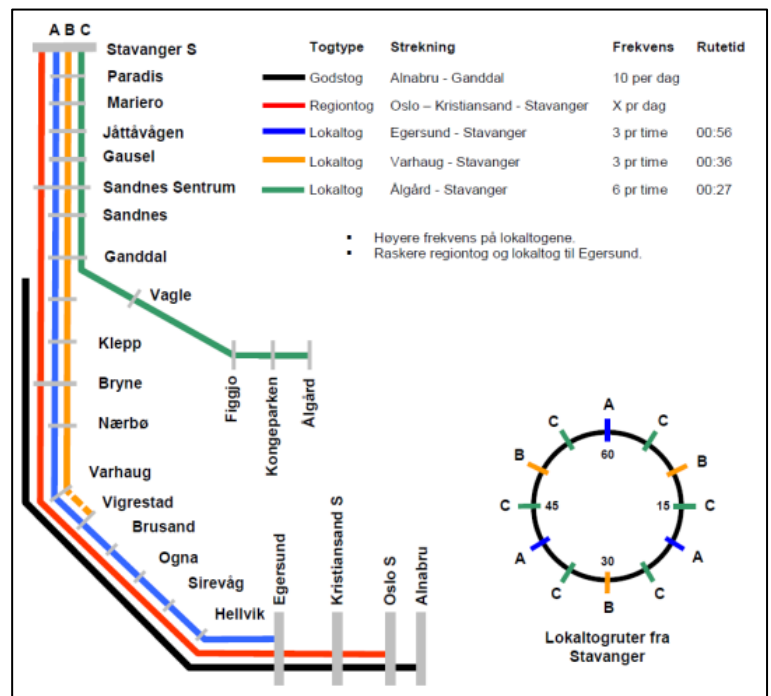 A B C
Stavanger S
Paradis
Mariero
Jåttåvågen
Gausel
Sandnes Sentrum
Sandnes
Ganddal
Vagle
Klepp
Bryne
Nærbø
Varhaug
Vigrestad
Brusand
Ogna
Sirevåg
Hellvik
Figgjo
Kongeparken
Ålgård
Egersund
Kristiansand S
Oslo S
Alnabru
Togtype Strekning Frekvens Rutetid
Godstog Alnabru - Ganddal 10 per dag
Regiontog Oslo – Kristiansand - Stavanger X pr dag
Lokaltog Egersund - Stavanger 3 pr time 00:56
Lokaltog Varhaug - Stavanger 3 pr time 00:36
Lokaltog Ålgård - Stavanger 6 pr time 00:27
▪ Høyere frekvens på lokaltogene.
▪ Raskere regiontog og lokaltog til Egersund.
A
C
B
C
A
C
B
C
A
C
B
C
60
15
30
45
Lokaltogruter fra
Stavanger